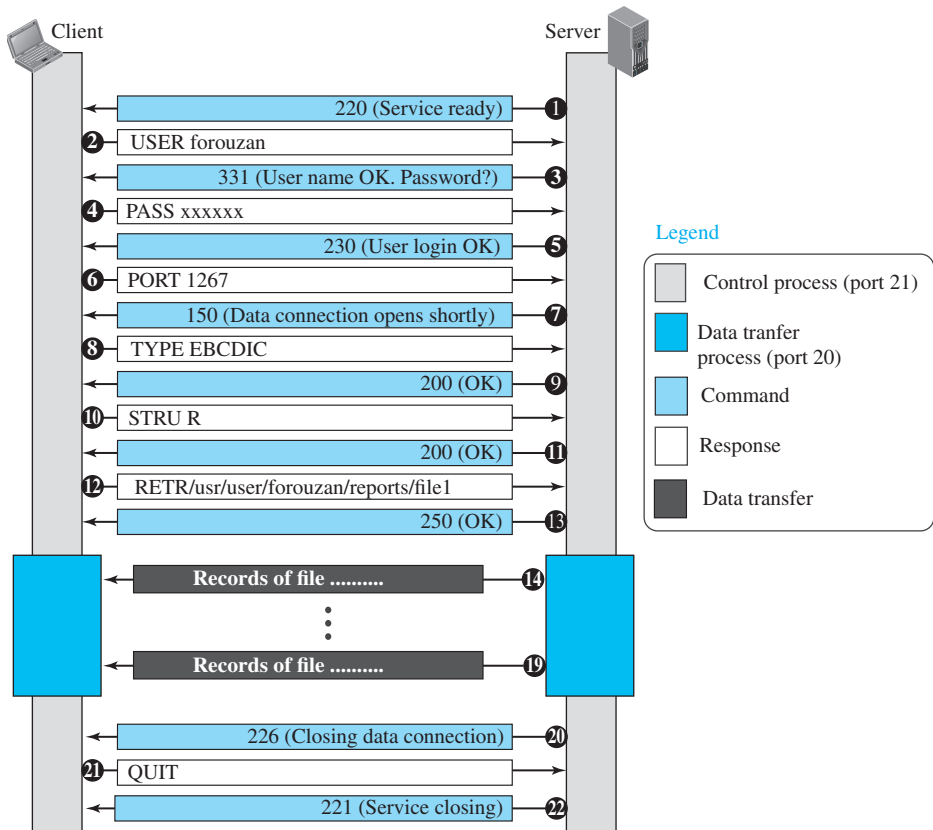 Client
Server
220 (Service ready)
1
2
USER forouzan
331 (User name OK. Password?)
3
4
PASS xxxxxx
230 (User login OK)
5
6
PORT 1267
150 (Data connection opens shortly)
7
8
TYPE EBCDIC
200 (OK)
9
10
STRU R
200 (OK)
11
12
RETR/usr/user/forouzan/reports/file1
250 (OK)
13
Records of file ..........
14
Records of file ..........
19
226 (Closing data connection)
20
21
QUIT
221 (Service closing)
22
Legend
Control process (port 21)
Data tranfer
process (port 20)
Command
Response
Data transfer